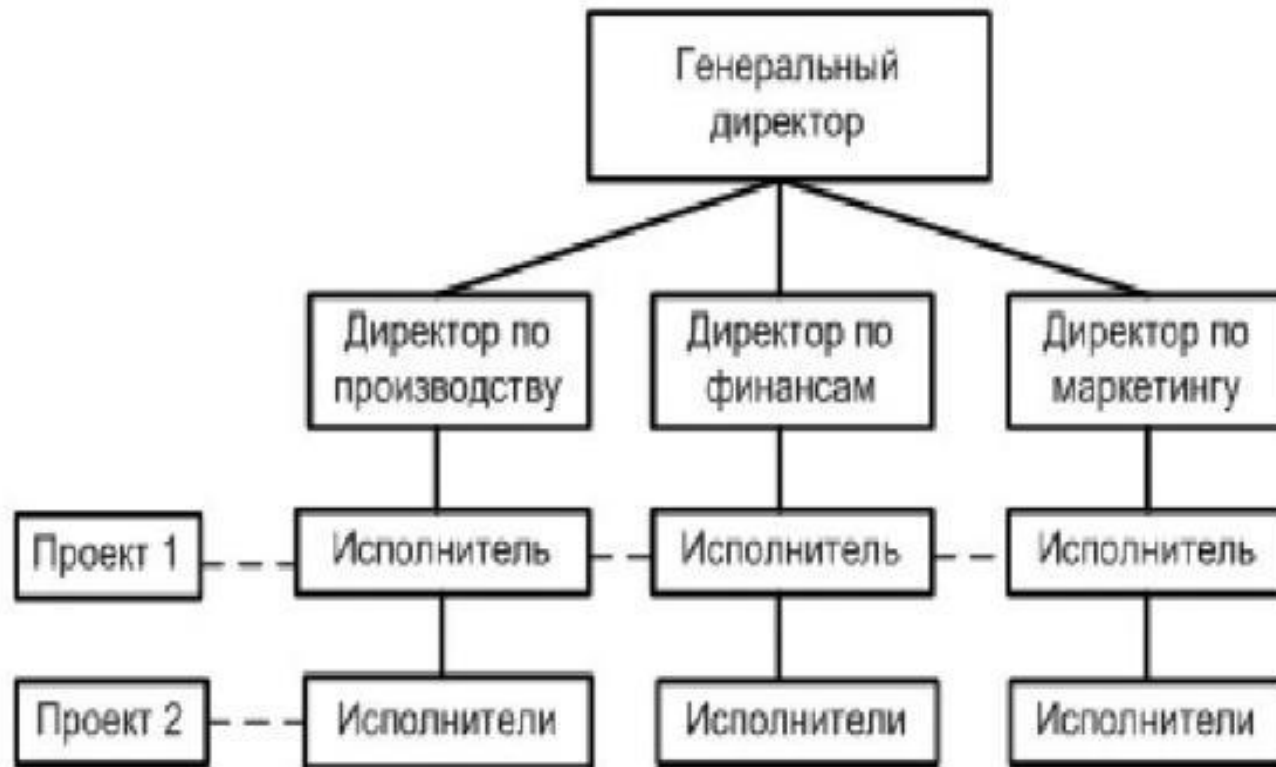 Генеральный
директор
Директор по
производству
Директор по
финансам
Директор по
маркетингу
Проект 1
Исполнитель
Исполнитель
Исполнитель
Проект 2
Исполнители
Исполнители
Исполнители